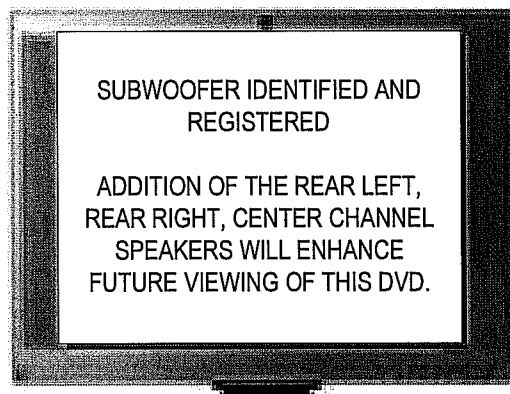 SUBWOOFER IDENTIFIED AND
REGISTERED
ADDITION OF THE REAR LEFT,
REAR RIGHT, CENTER CHANNEL
SPEAKERS WILL ENHANCE
FUTURE VIEWING OF THIS DVD.